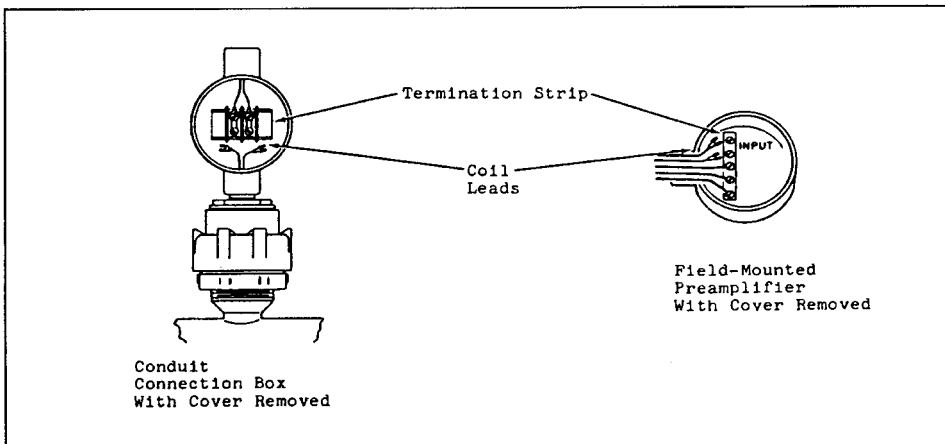 Termination Strip
INPUT
Coil
Leads
Field-Mounted
Preamplifier
With Cover Removed
Conduit
Connection Box
With Cover Removed